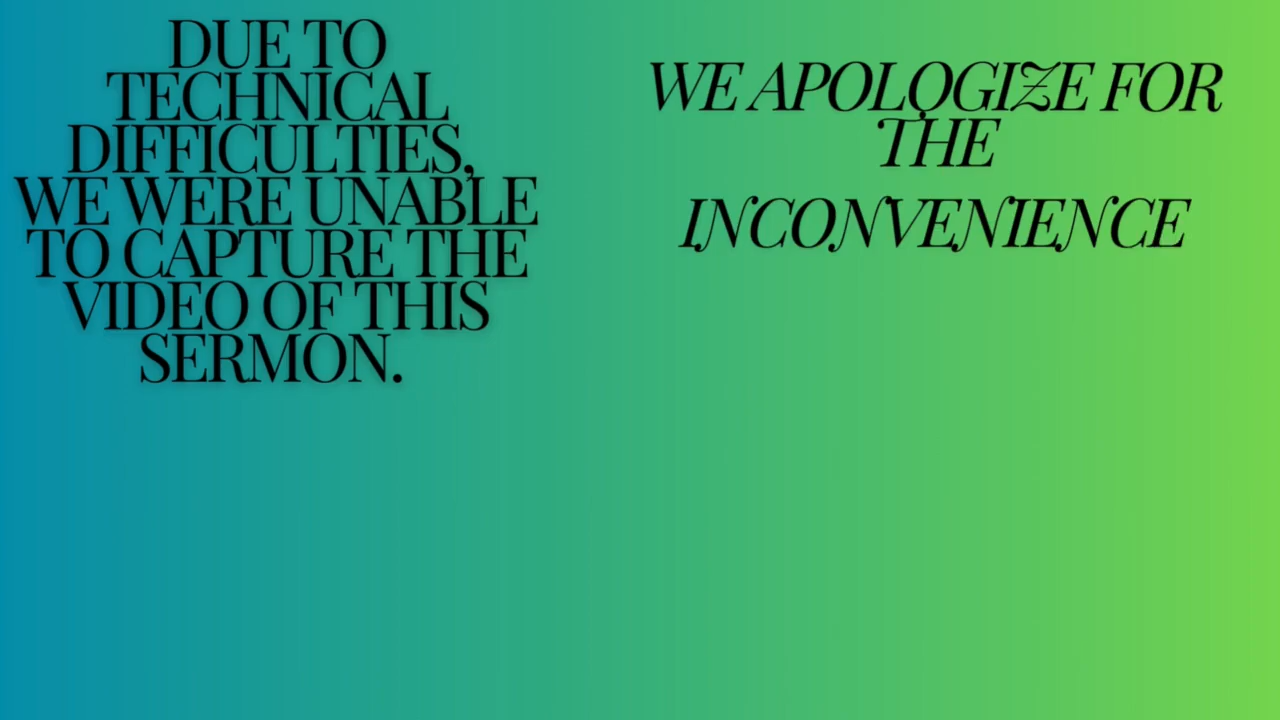 DUE TO
TECHNICAL
DIFFICULTIES,
WE WERE UNABLE
TO CAPTURE THE
VIDEO OF THIS
SERMON.
WE APOLOGIZE FOR
THE
INCONVENIENCE